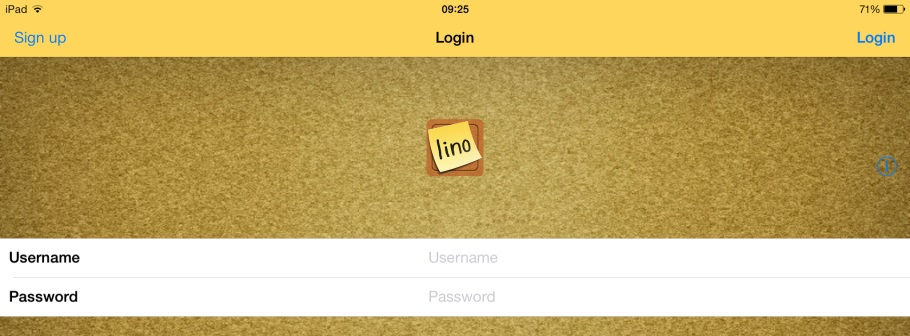 iPad 09:25 71%
Sign up Login Login
lino
Username Username
Password Password